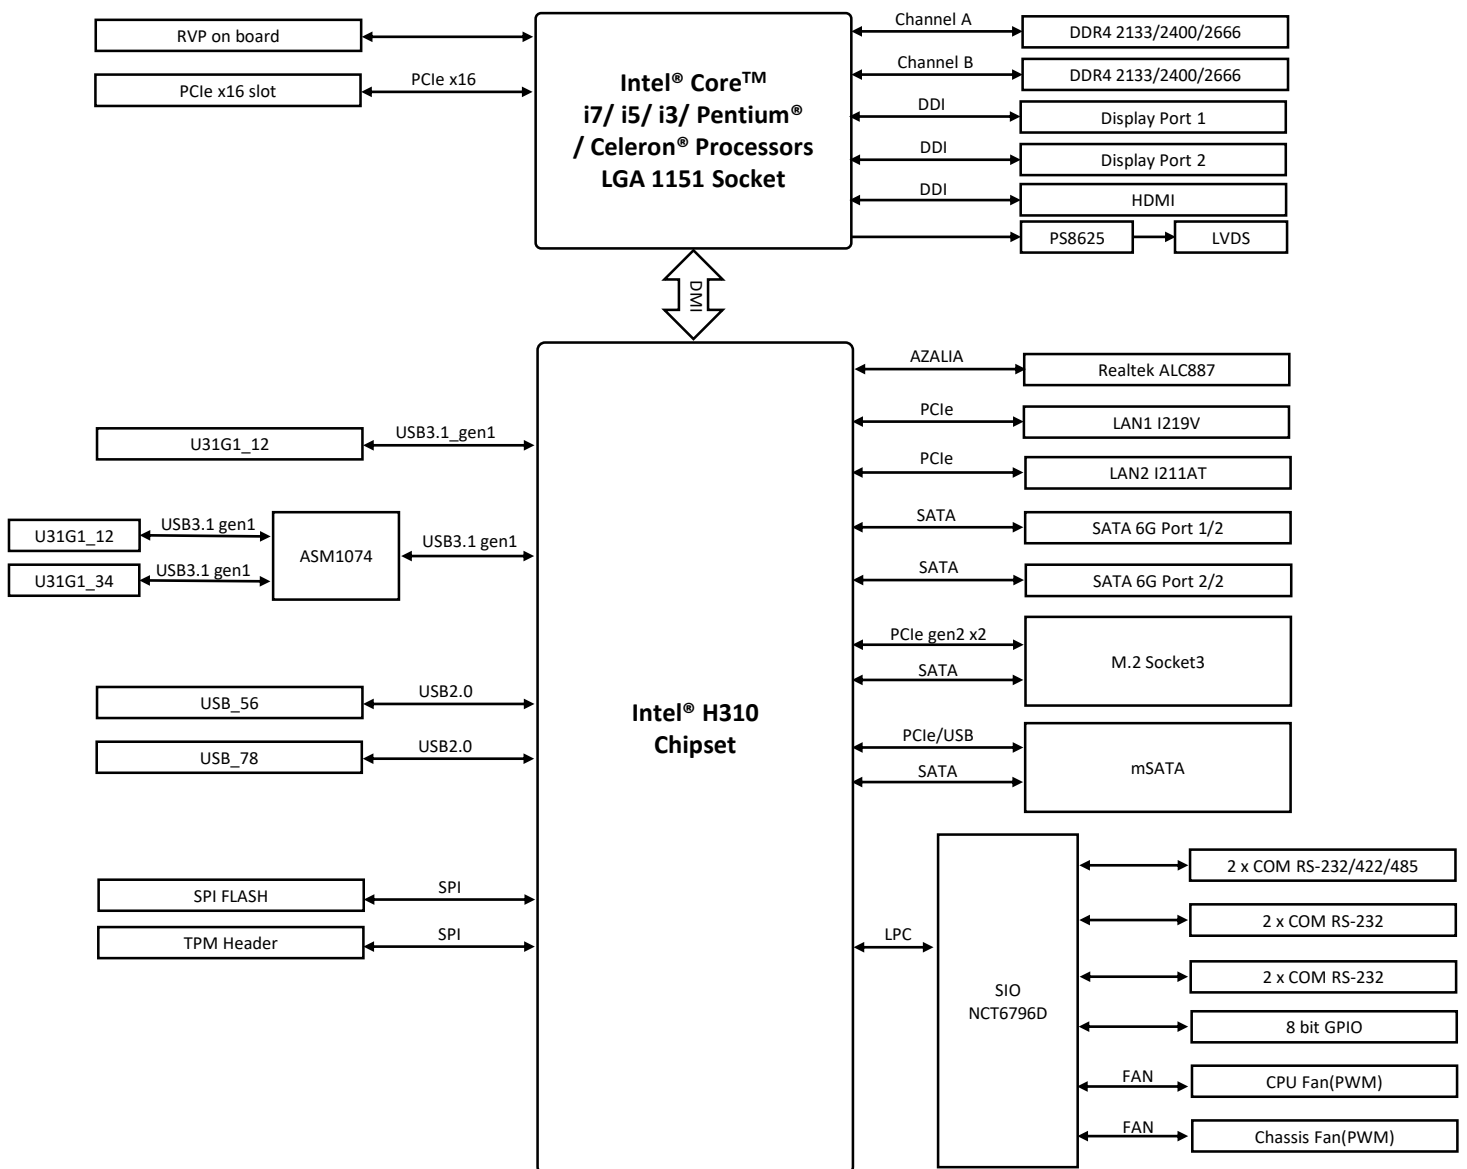 RVP on board
PCIe x16 slot
PCIe x16
Intel® Core™
i7/ i5/ i3/ Pentium®
/ Celeron® Processors
LGA 1151 Socket
Channel A
DDR4 2133/2400/2666
Channel B
DDR4 2133/2400/2666
DDI
Display Port 1
DDI
Display Port 2
DDI
HDMI
PS8625
LVDS
DMI
U31G1_12
USB3.1_gen1
U31G1_12
USB3.1 gen1
U31G1_34
USB3.1 gen1
ASM1074
USB3.1 gen1
USB_56
USB2.0
USB_78
USB2.0
SPI FLASH
SPI
TPM Header
SPI
Intel® H310
Chipset
AZALIA
Realtek ALC887
PCIe
LAN1 I219V
PCIe
LAN2 I211AT
SATA
SATA 6G Port 1/2
SATA
SATA 6G Port 2/2
PCIe gen2 x2
SATA
M.2 Socket3
PCIe/USB
SATA
mSATA
LPC
SIO
NCT6796D
2 x COM RS-232/422/485
2 x COM RS-232
2 x COM RS-232
8 bit GPIO
FAN
CPU Fan(PWM)
FAN
Chassis Fan(PWM)